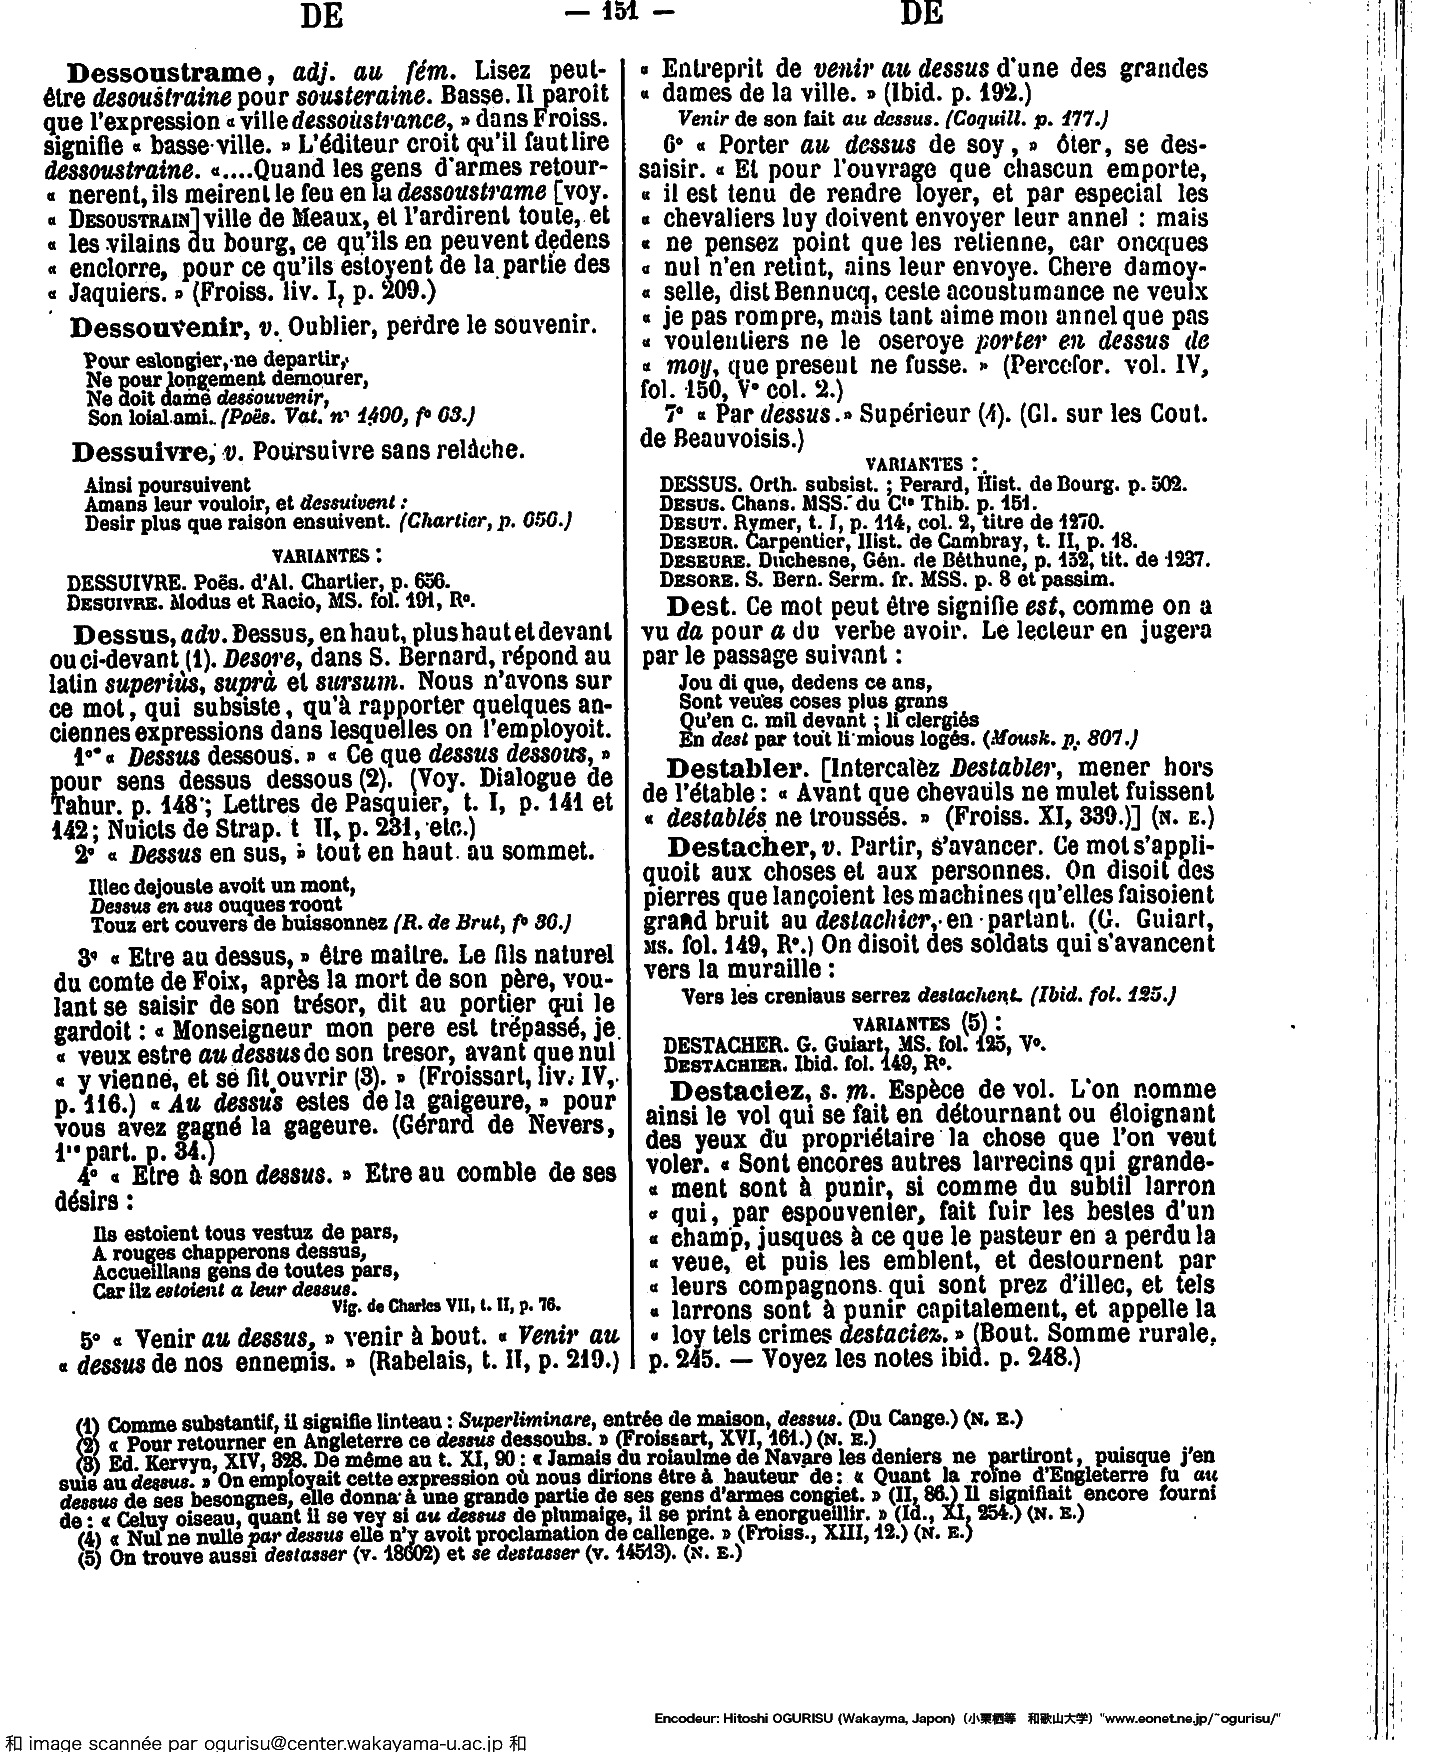 DE — 151 — DE
Dessoustrame, adj. au fém. Lisez peut-
être desoustraine pour sousteraine. Basse. Il paroit
que l'expression « ville dessoustrance, » dans Froiss.
signifie « basse ville. » L'éditeur croit qu'il faut lire
dessoustraine. «....Quand les gens d'armes retour-
« nerent, ils meirent le feu en la dessoustrame [voy.
« DESOUSTRAIN] ville de Meaux, et l'ardirent toute, et
« les vilains du bourg, ce qu'ils en peuvent dedens
« enclorre, pour ce qu'ils estoyent de la partie des
« Jaquiers. » (Froiss. liv. I, p. 209.)
Dessouvenir, v. Oublier, perdre le souvenir.
Pour eslongier, ne departir,
Ne pour longement demourer,
Ne doit dame dessouvenir,
Son loial ami. (Poës. Vat. n° 1490, f° 63.)
Dessuivre, v. Poursuivre sans relâche.
Ainsi poursuivent
Amans leur vouloir, et dessuivent :
Desir plus que raison ensuivent. (Chartier, p. 656.)
VARIANTES :
DESSUIVRE. Poës. d'Al. Chartier, p. 656.
DESUIVRE. Modus et Racio, MS. fol. 191, R°.
Dessus, adv. Dessus, en haut, plus haut et devant
ou ci-devant (1). Desore, dans S. Bernard, répond au
latin superiùs, suprà et sursum. Nous n'avons sur
ce mot, qui subsiste, qu'à rapporter quelques an-
ciennes expressions dans lesquelles on l'employoit.
1° « Dessus dessous. » « Ce que dessus dessous, »
pour sens dessus dessous (2). (Voy. Dialogue de
Tahur. p. 148 ; Lettres de Pasquier, t. I, p. 141 et
142 ; Nuicts de Strap. t II, p. 231, etc.)
2° « Dessus en sus, » tout en haut au sommet.
Illec dejouste avoit un mont,
Dessus en sus ouques roont
Touz ert couvers de buissonnez (R. de Brut, f° 36.)
3° « Etre au dessus, » être maitre. Le fils naturel
du comte de Foix, après la mort de son père, vou-
lant se saisir de son trésor, dit au portier qui le
gardoit : « Monseigneur mon pere est trépassé, je
« veux estre au dessus de son tresor, avant que nul
« y vienne, et se fit ouvrir (3). » (Froissart, liv. IV,
p. 116.) « Au dessus estes de la gaigeure, » pour
vous avez gagné la gageure. (Gérard de Nevers,
1re part. p. 34.)
4° « Etre à son dessus. » Etre au comble de ses
désirs :
Ils estoient tous vestuz de pars,
A rouges chapperons dessus,
Accueillans gens de toutes pars,
Car ilz estoient a leur dessus.
Vig. de Charles VII, t. II, p. 76.
5° « Venir au dessus, » venir à bout. « Venir au
« dessus de nos ennemis. » (Rabelais, t. II, p. 219.)
« Entreprit de venir au dessus d'une des grandes
« dames de la ville. » (Ibid. p. 192.)
Venir de son fait au dessus. (Coquill. p. 177.)
6° « Porter au dessus de soy, » ôter, se des-
saisir. « Et pour l'ouvrage que chascun emporte,
« il est tenu de rendre loyer, et par especial les
« chevaliers luy doivent envoyer leur annel : mais
« ne pensez point que les retienne, car oncques
« nul n'en retint, ains leur envoye. Chere damoy-
« selle, dist Bennucq, ceste acoustumance ne veulx
« je pas rompre, mais tant aime mon annel que pas
« voulentiers ne le oseroye porter en dessus de
« moy, que present ne fusse. » (Percefor. vol. IV,
fol. 150, V° col. 2.)
7° « Par dessus. » Supérieur (4). (Gl. sur les Cout.
de Beauvoisis.)
VARIANTES :
DESSUS. Orth. subsist. ; Perard, Hist. de Bourg. p. 502.
DESUS. Chans. MSS. du Cte Thib. p. 151.
DESUT. Rymer, t. I, p. 114, col. 2, titre de 1270.
DESEUR. Carpentier, Hist. de Cambray, t. II, p. 18.
DESEURE. Duchesne, Gén. de Béthune, p. 132, tit. de 1237.
DESORE. S. Bern. Serm. fr. MSS. p. 8 et passim.
Dest. Ce mot peut être signifie est, comme on a
vu da pour a du verbe avoir. Le lecteur en jugera
par le passage suivant :
Jou di que, dedens ce ans,
Sont veues coses plus grans
Qu'en c. mil devant ; li clergiés
En dest par tout li mious logés. (Mousk. p. 807.)
Destabler. [Intercalez Destabler, mener hors
de l'étable : « Avant que chevauls ne mulet fuissent
« destablés ne troussés. » (Froiss. XI, 339.)] (N. E.)
Destacher, v. Partir, s'avancer. Ce mot s'appli-
quoit aux choses et aux personnes. On disoit des
pierres que lançoient les machines qu'elles faisoient
grand bruit au destachier, en partant. (G. Guiart,
MS. fol. 149, R°.) On disoit des soldats qui s'avancent
vers la muraille :
Vers les creniaus serrez destachent. (Ibid. fol. 125.)
VARIANTES (5) :
DESTACHER. G. Guiart, MS. fol. 125, V°.
DESTACHIER. Ibid. fol. 149, R°.
Destaciez, s. m. Espèce de vol. L'on nomme
ainsi le vol qui se fait en détournant ou éloignant
des yeux du propriétaire la chose que l'on veut
voler. « Sont encores autres larrecins qui grande-
« ment sont à punir, si comme du subtil larron
« qui, par espouventer, fait fuir les bestes d'un
« champ, jusques à ce que le pasteur en a perdu la
« veue, et puis les emblent, et destournent par
« leurs compagnons qui sont prez d'illec, et tels
« larrons sont à punir capitalement, et appelle la
« loy tels crimes destaciez. » (Bout. Somme rurale,
p. 245. — Voyez les notes ibid. p. 248.)
(1) Comme substantif, il signifie linteau : Superliminare, entrée de maison, dessus. (Du Cange.) (N. E.)
(2) « Pour retourner en Angleterre ce dessus dessoubs. » (Froissart, XVI, 161.) (N. E.)
(3) Ed. Kervyn, XIV, 328. De même au t. XI, 90 : « Jamais du roiaulme de Navare les deniers ne partiront, puisque j'en
suis au dessus. » On employait cette expression où nous dirions être à hauteur de : « Quant la roïne d'Engleterre fu au
dessus de ses besongnes, elle donna à une grande partie de ses gens d'armes congiet. » (II, 86.) Il signifiait encore fourni
de : « Celuy oiseau, quant il se vey si au dessus de plumaige, il se print à enorgueillir. » (Id., XI, 254.) (N. E.)
(4) « Nul ne nulle par dessus elle n'y avoit proclamation de callenge. » (Froiss., XIII, 12.) (N. E.)
(5) On trouve aussi destasser (v. 18602) et se destasser (v. 14513). (N. E.)
Encodeur: Hitoshi OGURISU (Wakayma, Japon) (小栗栖等 和歌山大学) "www.eonet.ne.jp/~ogurisu/"
和 image scannée par ogurisu@center.wakayama-u.ac.jp 和